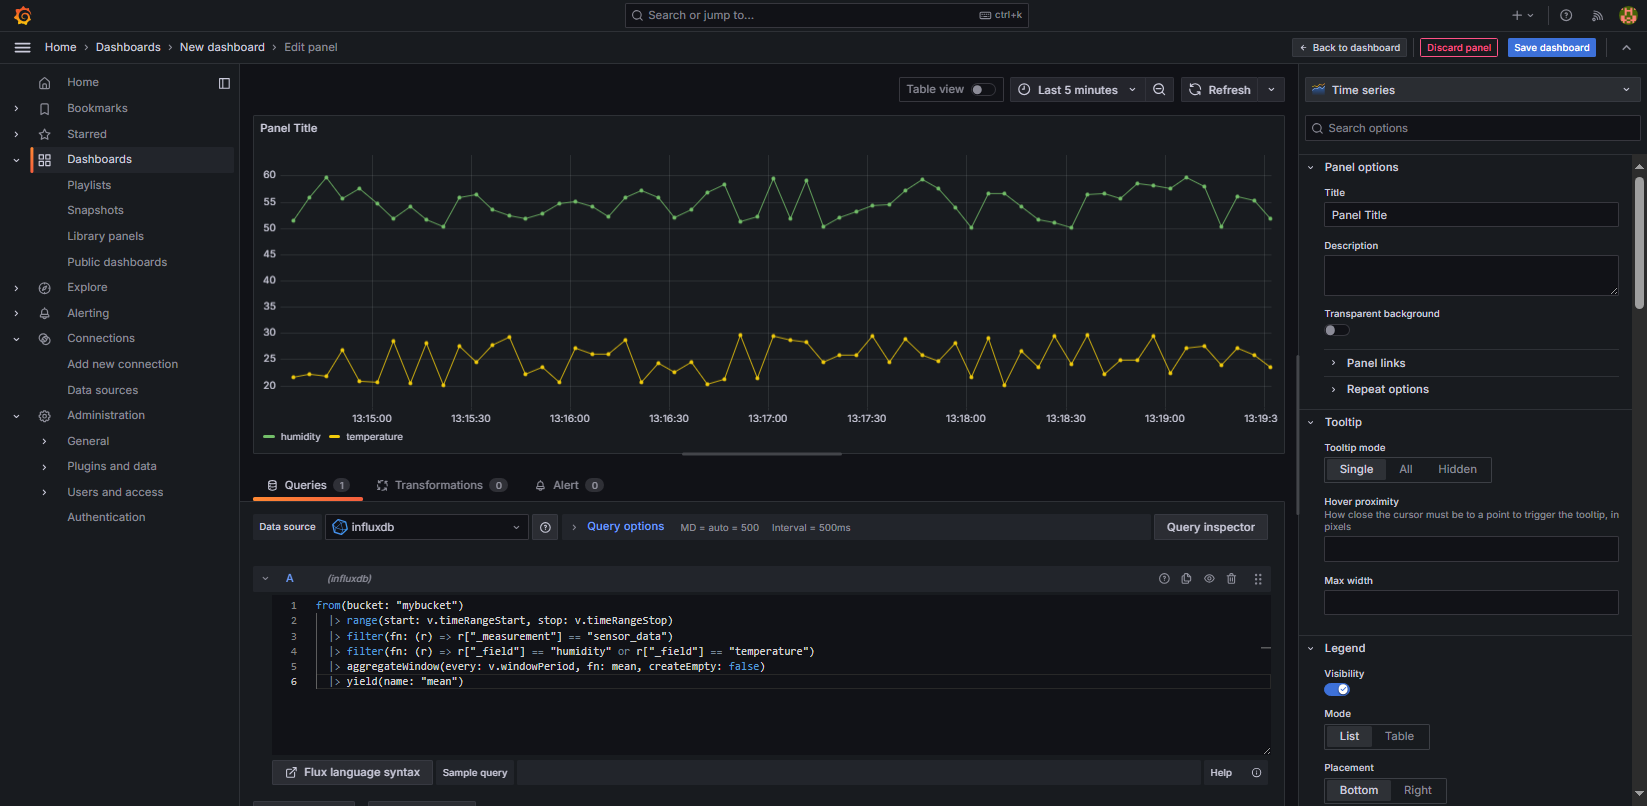 Search or jump to...
ctrl+k
Home › Dashboards › New dashboard › Edit panel
Back to dashboard
Discard panel
Save dashboard
Home
Bookmarks
Starred
Dashboards
Playlists
Snapshots
Library panels
Public dashboards
Explore
Alerting
Connections
Add new connection
Data sources
Administration
General
Plugins and data
Users and access
Authentication
Table view
Last 5 minutes
Refresh
Panel Title
60
55
50
45
40
35
30
25
20
13:15:00 13:15:30 13:16:00 13:16:30 13:17:00 13:17:30 13:18:00 13:18:30 13:19:00 13:19:3
humidity temperature
Queries 1
Transformations 0
Alert 0
Data source
influxdb
Query options
MD = auto = 500
Interval = 500ms
Query inspector
A (influxdb)
1 from(bucket: "mybucket")
2 |> range(start: v.timeRangeStart, stop: v.timeRangeStop)
3 |> filter(fn: (r) => r["_measurement"] == "sensor_data")
4 |> filter(fn: (r) => r["_field"] == "humidity" or r["_field"] == "temperature")
5 |> aggregateWindow(every: v.windowPeriod, fn: mean, createEmpty: false)
6 |> yield(name: "mean")
Flux language syntax
Sample query
Help
Time series
Search options
Panel options
Title
Panel Title
Description
Transparent background
Panel links
Repeat options
Tooltip
Tooltip mode
Single All Hidden
Hover proximity
How close the cursor must be to a point to trigger the tooltip, in
pixels
Max width
Legend
Visibility
Mode
List Table
Placement
Bottom Right